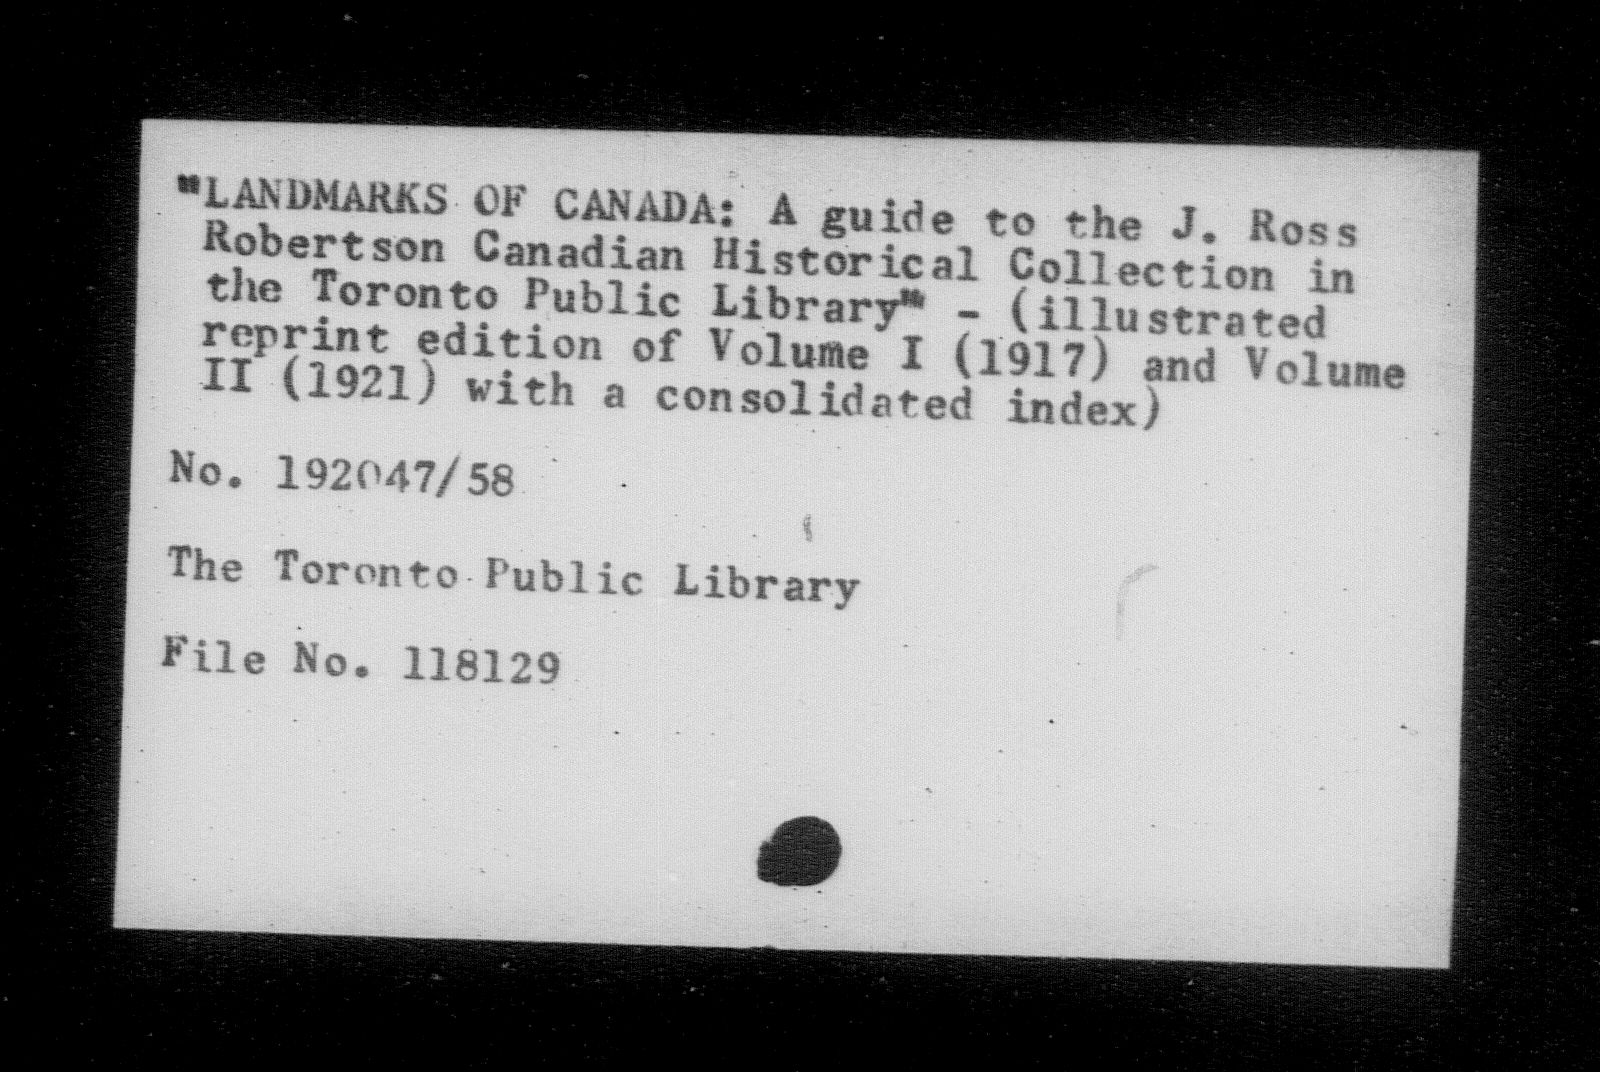 "LANDMARKS OF CANADA: A guide to the J. Ross
Robertson Canadian Historical Collection in
the Toronto Public Library" - (illustrated
reprint edition of Volume I (1917) and Volume
II (1921) with a consolidated index)
No. 192047/58
The Toronto Public Library
File No. 118129